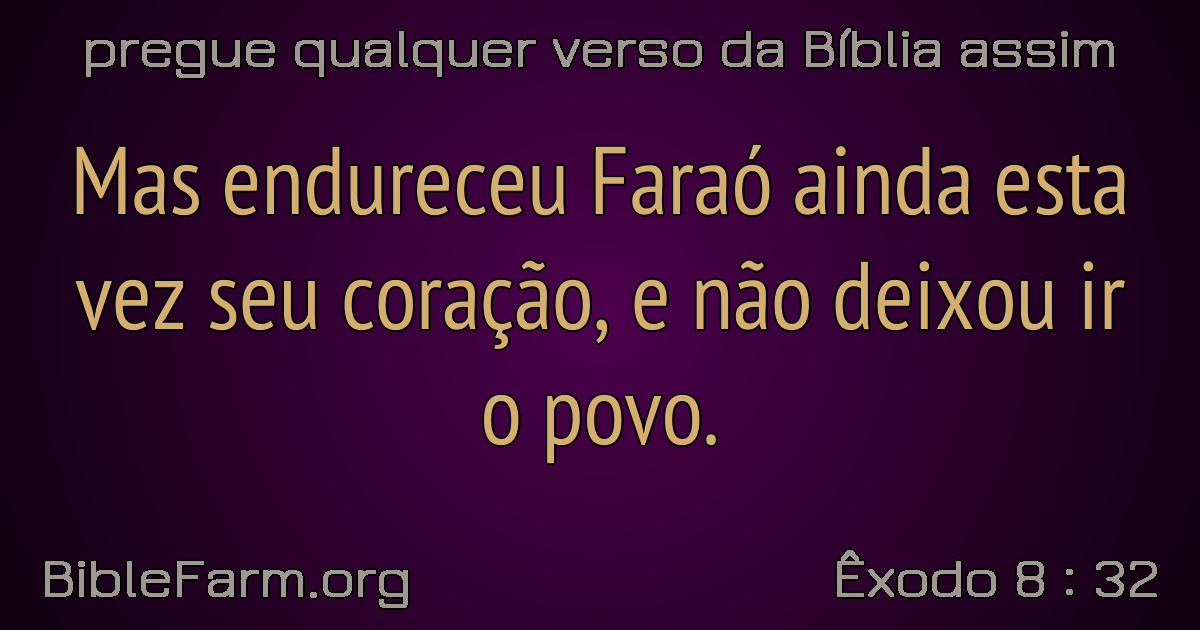 pregue qualquer verso da Bíblia assim
Mas endureceu Faraó ainda esta
vez seu coração, e não deixou ir
o povo.
BibleFarm.org
Êxodo 8 : 32